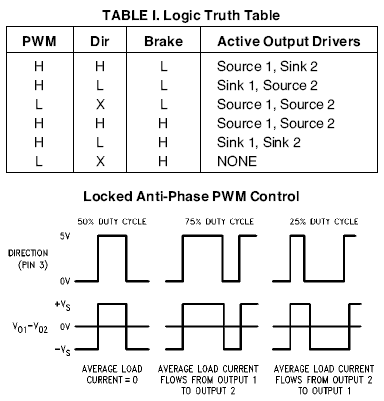 TABLE I. Logic Truth Table
PWM Dir Brake Active Output Drivers
H H L Source 1, Sink 2
H L L Sink 1, Source 2
L X L Source 1, Source 2
H H H Source 1, Source 2
H L H Sink 1, Sink 2
L X H NONE
Locked Anti-Phase PWM Control
50% DUTY CYCLE 75% DUTY CYCLE 25% DUTY CYCLE
5V
DIRECTION
(PIN 3)
0V
+VS
VO1–VO2 0V
–VS
AVERAGE LOAD CURRENT = 0
AVERAGE LOAD CURRENT FLOWS FROM OUTPUT 1 TO OUTPUT 2
AVERAGE LOAD CURRENT FLOWS FROM OUTPUT 2 TO OUTPUT 1